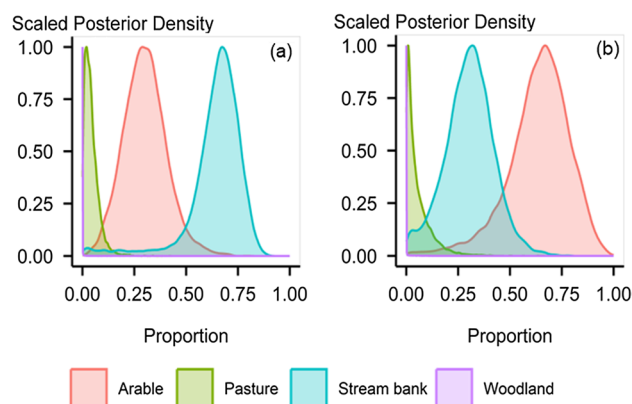 Scaled Posterior Density
(a)
1.00
0.75
0.50
0.25
0.00
0.00 0.25 0.50 0.75 1.00
Proportion
Scaled Posterior Density
(b)
1.00
0.75
0.50
0.25
0.00
0.00 0.25 0.50 0.75 1.00
Proportion
Arable Pasture Stream bank Woodland